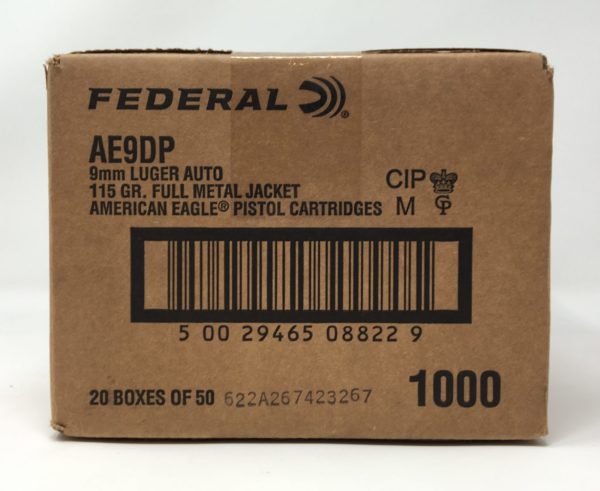 FEDERAL ®
AE9DP
9mm LUGER AUTO
115 GR. FULL METAL JACKET
AMERICAN EAGLE® PISTOL CARTRIDGES
CIP
M GP
5 00 29465 08822 9
20 BOXES OF 50 622A267423267
1000